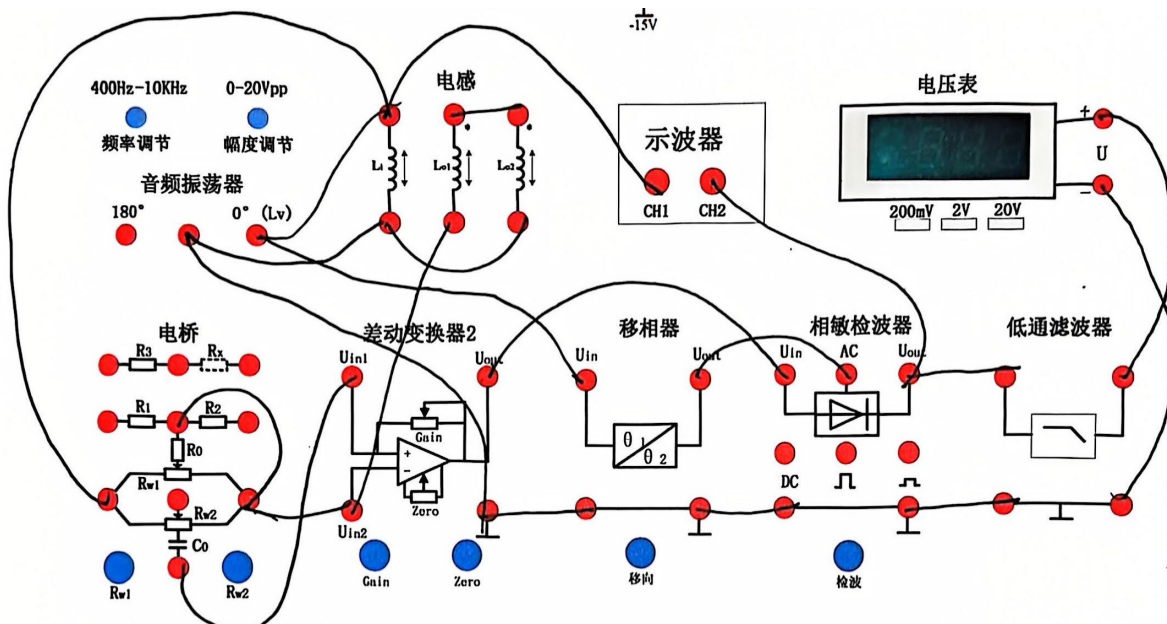 -15V
400Hz-10KHz
0-20Vpp
频率调节
幅度调节
音频振荡器
180°
0° (Lv)
电感
Li
Lo1
Lo2
示波器
CH1
CH2
电压表
+
U
-
200mV
2V
20V
电桥
R3
Rx
R1
R2
R0
Rw1
Rw2
C0
Rw1
Rw2
差动变换器2
Uin1
Uout
Gain
+
-
Zero
Uin2
Gain
Zero
移相器
Uin
Uout
θ1
θ2
移向
相敏检波器
Uin
AC
Uout
DC
检波
低通滤波器